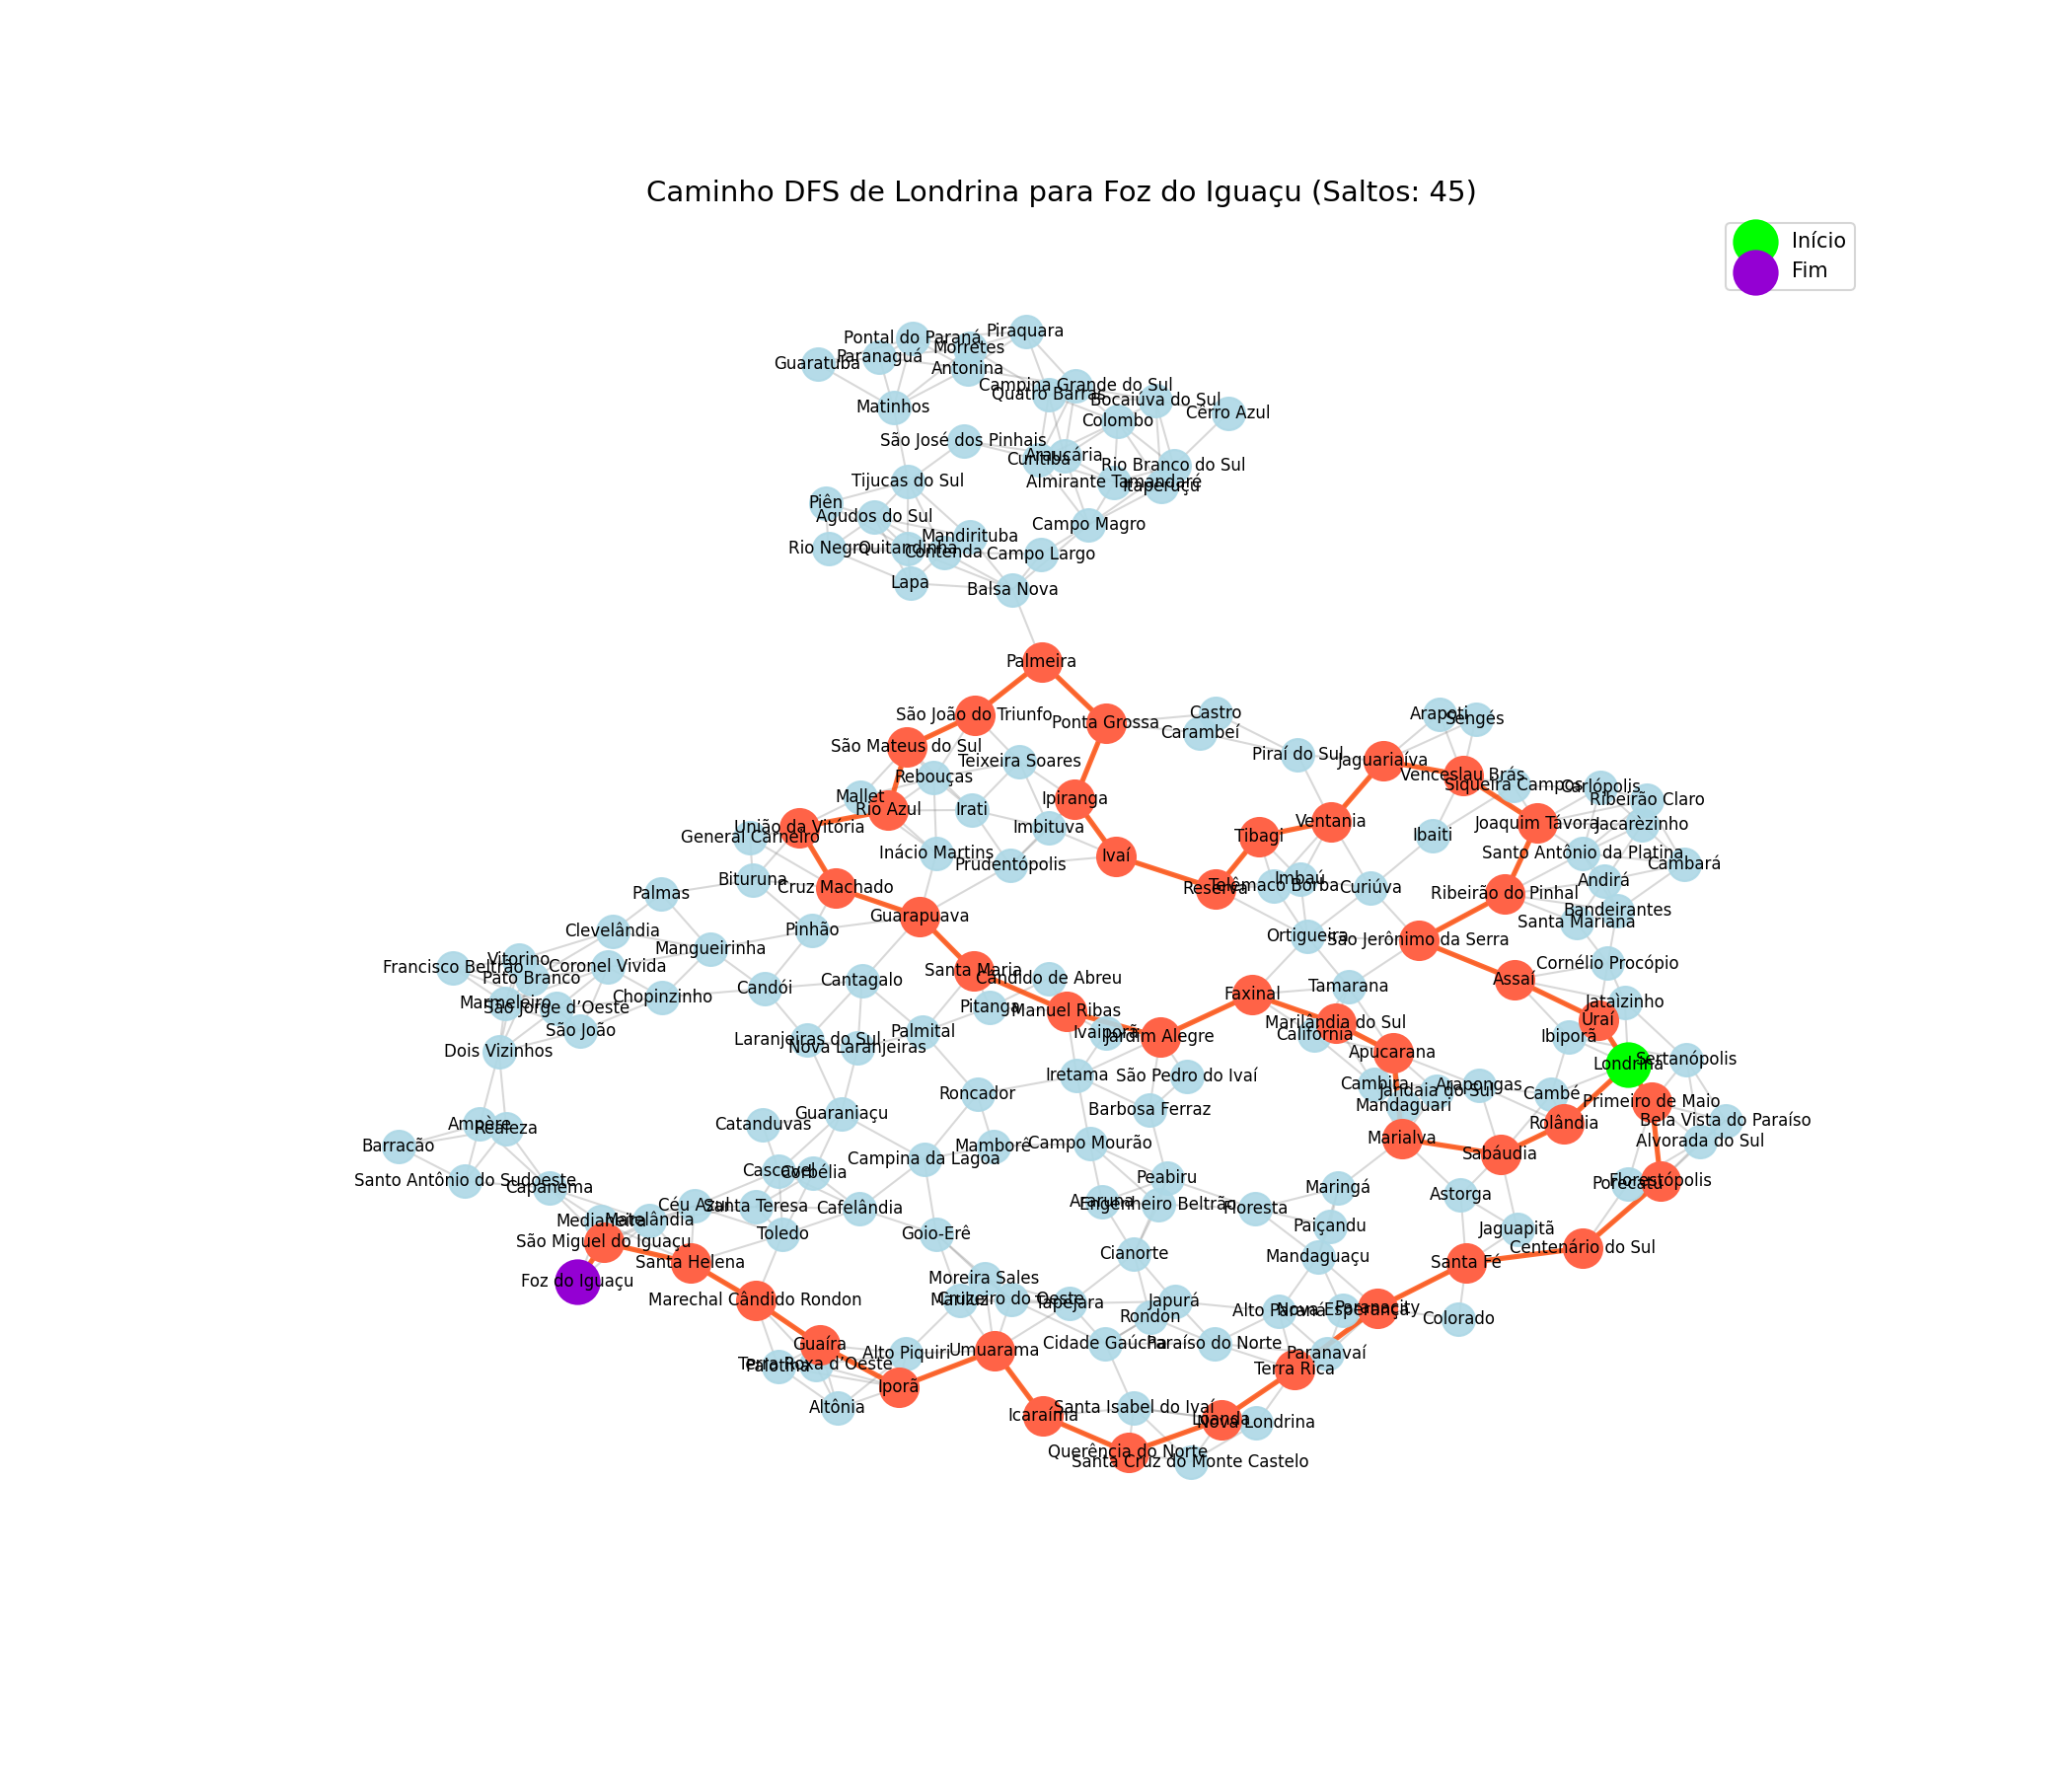 Caminho DFS de Londrina para Foz do Iguaçu (Saltos: 45)
Início
Fim
Piraquara
Pontal do Paraná
Morretes
Paranaguá
Guaratuba
Antonina
Campina Grande do Sul
Quatro Barras
Bocaiúva do Sul
Matinhos
Cerro Azul
Colombo
São José dos Pinhais
Araucária
Curitiba
Rio Branco do Sul
Tijucas do Sul
Almirante Tamandaré
Itaperuçu
Piên
Agudos do Sul
Campo Magro
Mandirituba
Rio Negro
Quitandinha
Contenda
Campo Largo
Lapa
Balsa Nova
Palmeira
São João do Triunfo
Ponta Grossa
Castro
Arapoti
Sengés
Carambeí
São Mateus do Sul
Teixeira Soares
Piraí do Sul
Jaguariaíva
Rebouças
Venceslau Brás
Siqueira Campos
Carlópolis
Mallet
Ipiranga
Ribeirão Claro
Rio Azul
Irati
União da Vitória
Imbituva
Ventania
Joaquim Távora
Jacarèzinho
General Carneiro
Tibagi
Ibaiti
Inácio Martins
Prudentópolis
Ivaí
Santo Antônio da Platina
Cambará
Bituruna
Cruz Machado
Reserva
Telêmaco Borba
Imbaú
Curiúva
Andirá
Palmas
Ribeirão do Pinhal
Guarapuava
Bandeirantes
Santa Mariana
Clevelândia
Pinhão
Ortigueira
São Jerônimo da Serra
Mangueirinha
Vitorino
Francisco Beltrão
Coronel Vivida
Cornélio Procópio
Pato Branco
Santa Maria
Cândido de Abreu
Assaí
Cantagalo
Candói
Tamarana
Chopinzinho
Faxinal
Marmeleiro
São Jorge d’Oeste
Pitanga
Manuel Ribas
Jataìzinho
Uraí
Marilândia do Sul
São João
Palmital
Ivaiporã
Jardim Alegre
Califórnia
Ibiporã
Laranjeiras do Sul
Nova Laranjeiras
Dois Vizinhos
Apucarana
Sertanópolis
Londrina
Iretama
São Pedro do Ivaí
Cambira
Arapongas
Jandaia do Sul
Cambé
Roncador
Primeiro de Maio
Mandaguari
Barbosa Ferraz
Guaraniaçu
Catanduvas
Bela Vista do Paraíso
Rolândia
Ampère
Realeza
Marialva
Alvorada do Sul
Barracão
Campo Mourão
Mamborê
Sabáudia
Campina da Lagoa
Cascavel
Corbélia
Santo Antônio do Sudoeste
Peabiru
Florestópolis
Porecatu
Capanema
Maringá
Astorga
Araruna
Engenheiro Beltrão
Floresta
Céu Azul
Santa Teresa
Cafelândia
Medianeira
Matelândia
Paiçandu
Jaguapitã
Toledo
Goio-Erê
São Miguel do Iguaçu
Centenário do Sul
Cianorte
Mandaguaçu
Santa Helena
Santa Fé
Foz do Iguaçu
Moreira Sales
Marechal Cândido Rondon
Mariluz
Cruzeiro do Oeste
Tapejara
Japurá
Alto Paraná
Nova Esperança
Paranacity
Rondon
Colorado
Guaíra
Cidade Gaúcha
Paraíso do Norte
Alto Piquiri
Umuarama
Paranavaí
Terra Roxa d’Oeste
Palotina
Terra Rica
Iporã
Altônia
Santa Isabel do Ivaí
Icaraíma
Loanda
Nova Londrina
Querência do Norte
Santa Cruz do Monte Castelo